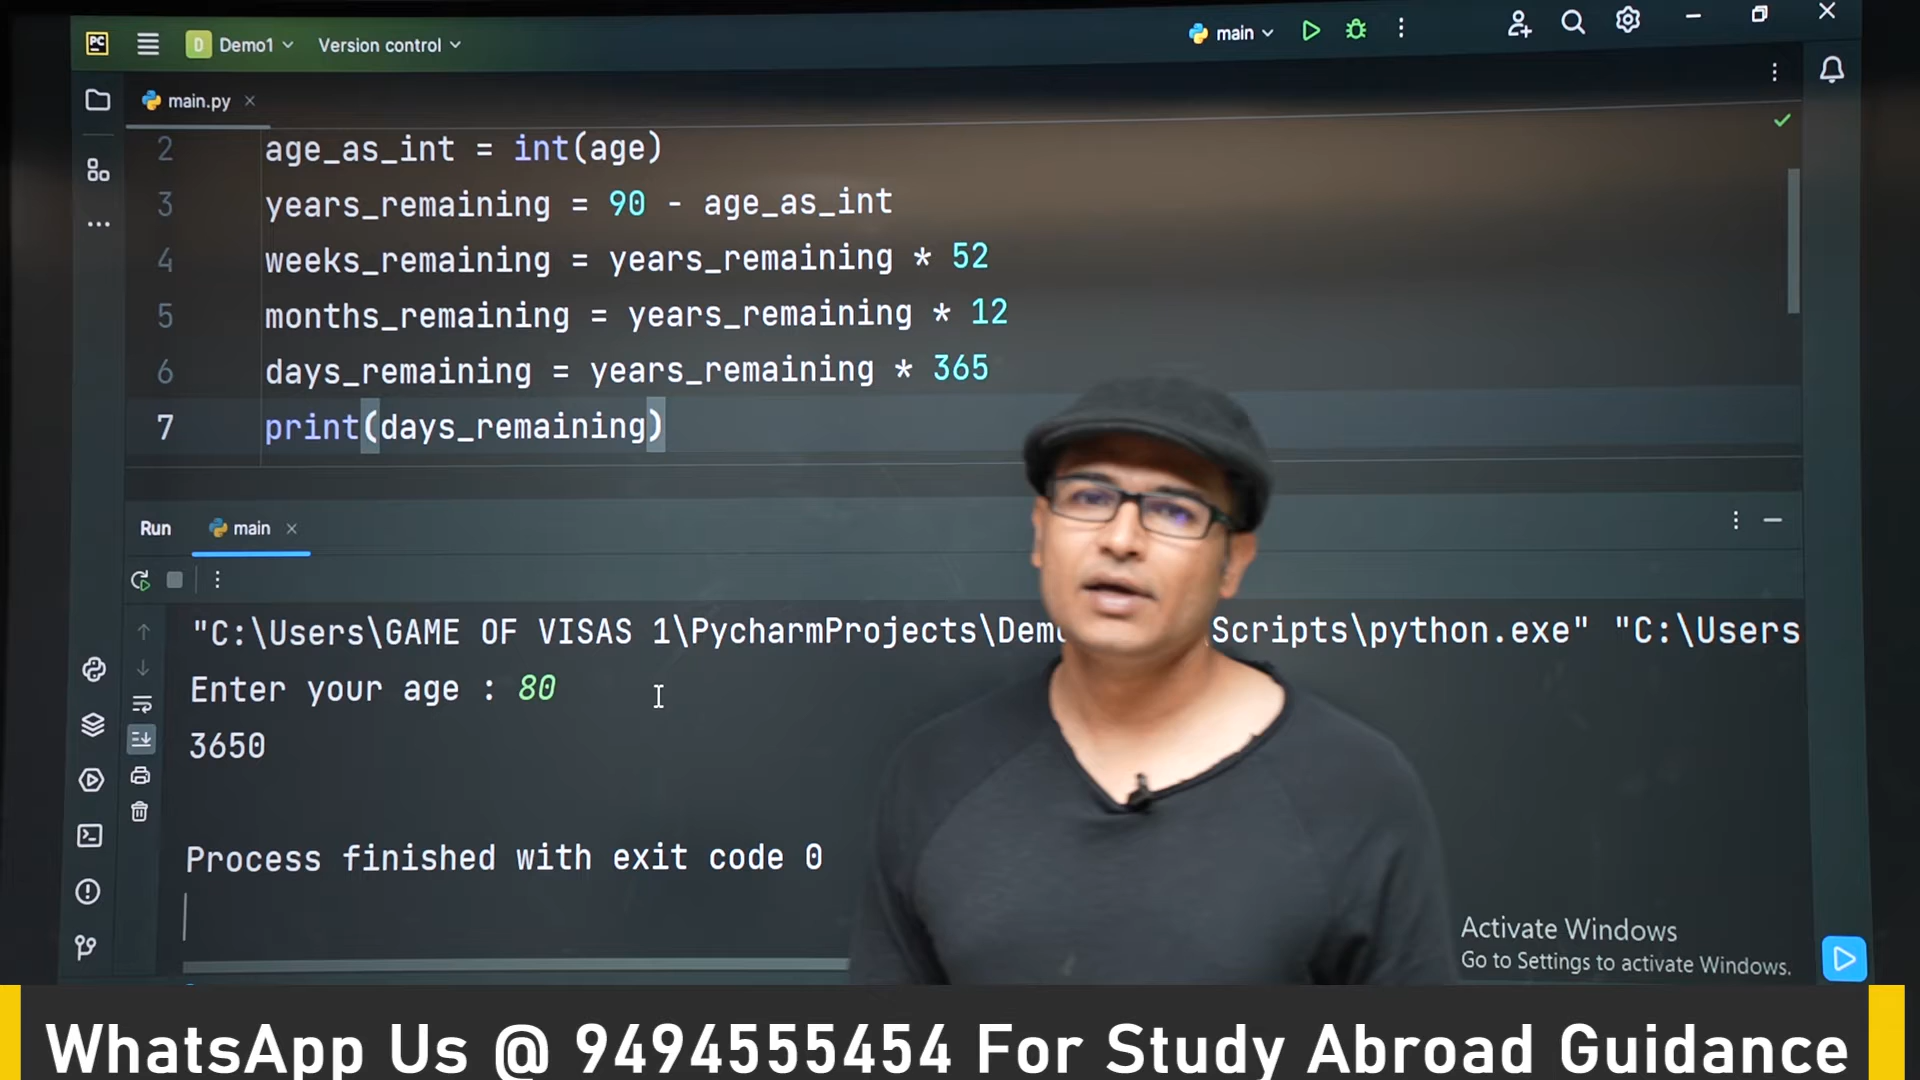 PC D Demo1 Version control main
main.py
2 age_as_int = int(age)
3 years_remaining = 90 - age_as_int
4 weeks_remaining = years_remaining * 52
5 months_remaining = years_remaining * 12
6 days_remaining = years_remaining * 365
7 print(days_remaining)
Run main
"C:\Users\GAME OF VISAS 1\PycharmProjects\Dem Scripts\python.exe" "C:\Users
Enter your age : 80
3650
Process finished with exit code 0
Activate Windows
Go to Settings to activate Windows.
WhatsApp Us @ 9494555454 For Study Abroad Guidance